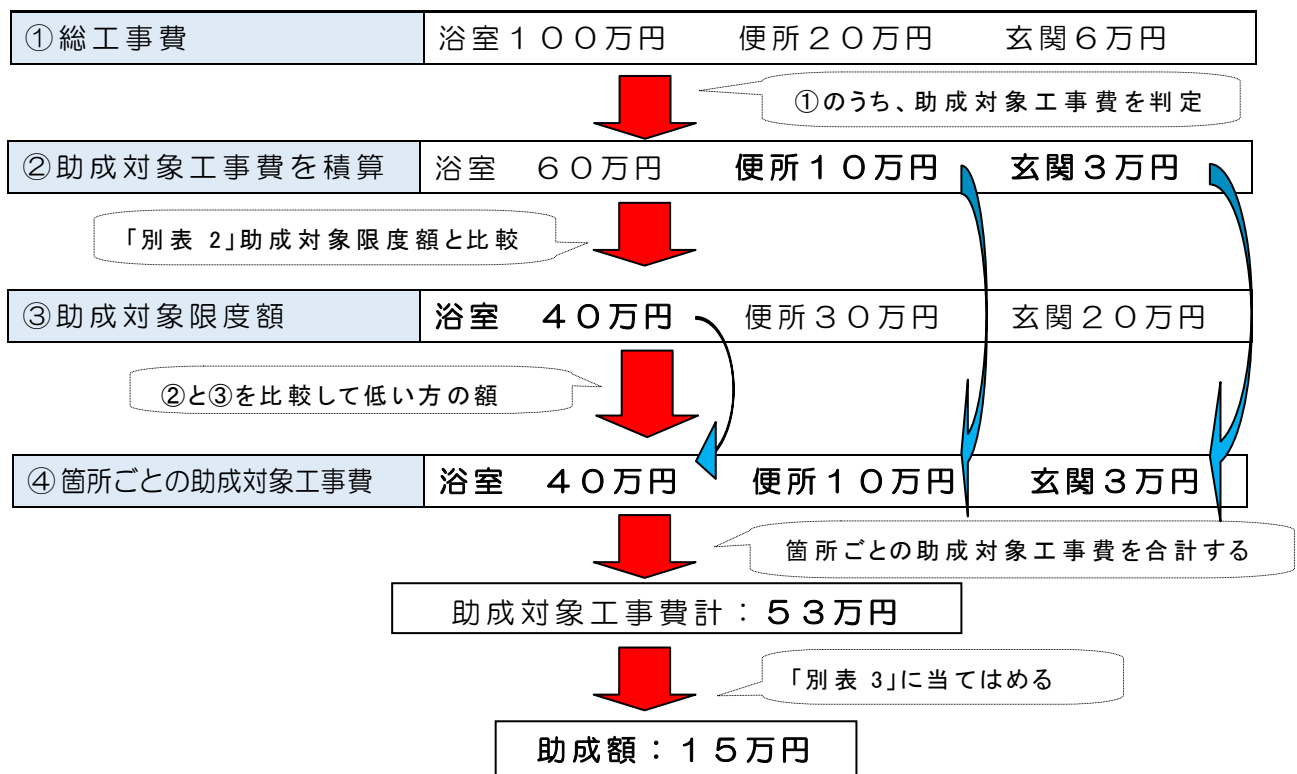 ①総工事費　浴室１００万円　便所２０万円　玄関６万円
①のうち、助成対象工事費を判定
②助成対象工事費を積算　浴室　６０万円　便所１０万円　玄関３万円
「別表 2」助成対象限度額と比較
③助成対象限度額　浴室　４０万円　便所３０万円　玄関２０万円
②と③を比較して低い方の額
④箇所ごとの助成対象工事費　浴室　４０万円　便所１０万円　玄関３万円
箇所ごとの助成対象工事費を合計する
助成対象工事費計：５３万円
「別表 3」に当てはめる
助成額：１５万円